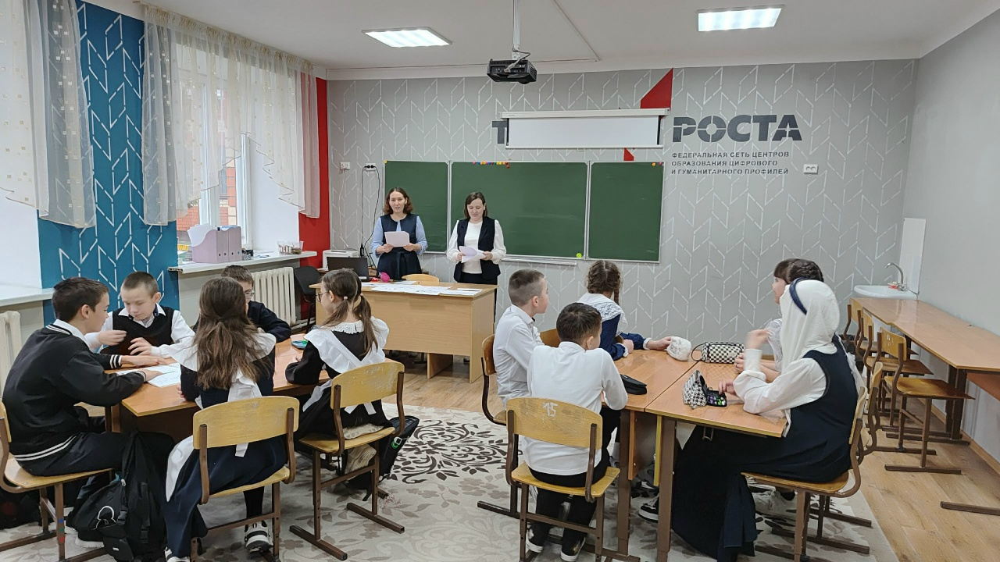 Т РОСТА
ФЕДЕРАЛЬНАЯ СЕТЬ ЦЕНТРОВ
ОБРАЗОВАНИЯ ЦИФРОВОГО
И ГУМАНИТАРНОГО ПРОФИЛЕЙ
15